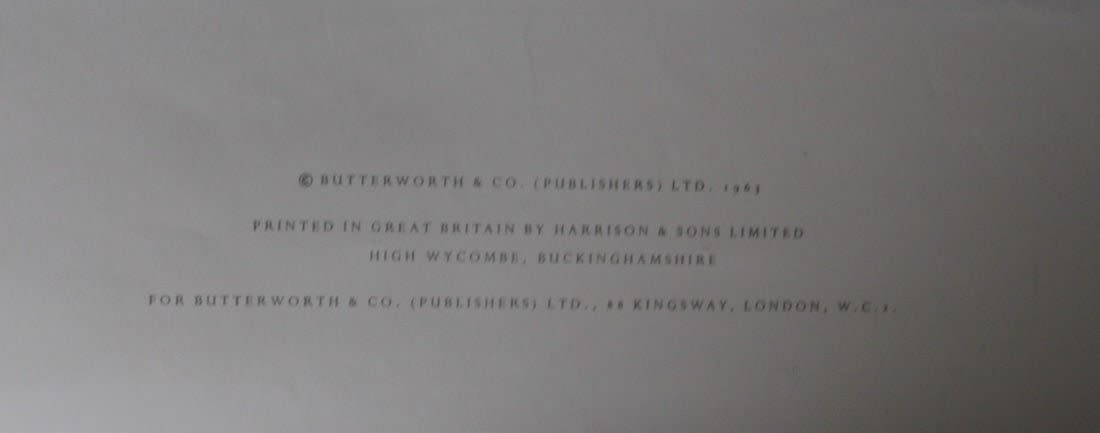 © BUTTERWORTH & CO. (PUBLISHERS) LTD. 1963
PRINTED IN GREAT BRITAIN BY HARRISON & SONS LIMITED
HIGH WYCOMBE, BUCKINGHAMSHIRE
FOR BUTTERWORTH & CO. (PUBLISHERS) LTD., 88 KINGSWAY, LONDON, W.C.2.